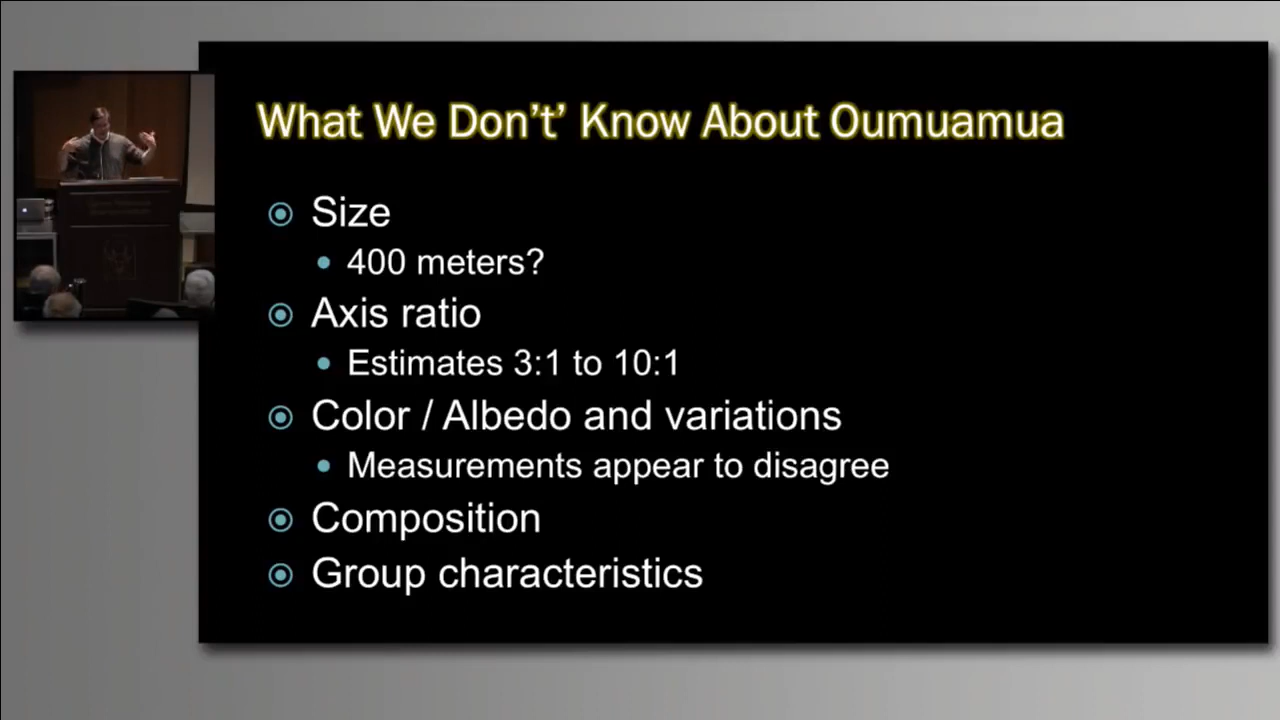 What We Don’t’ Know About Oumuamua
Size
400 meters?
Axis ratio
Estimates 3:1 to 10:1
Color / Albedo and variations
Measurements appear to disagree
Composition
Group characteristics